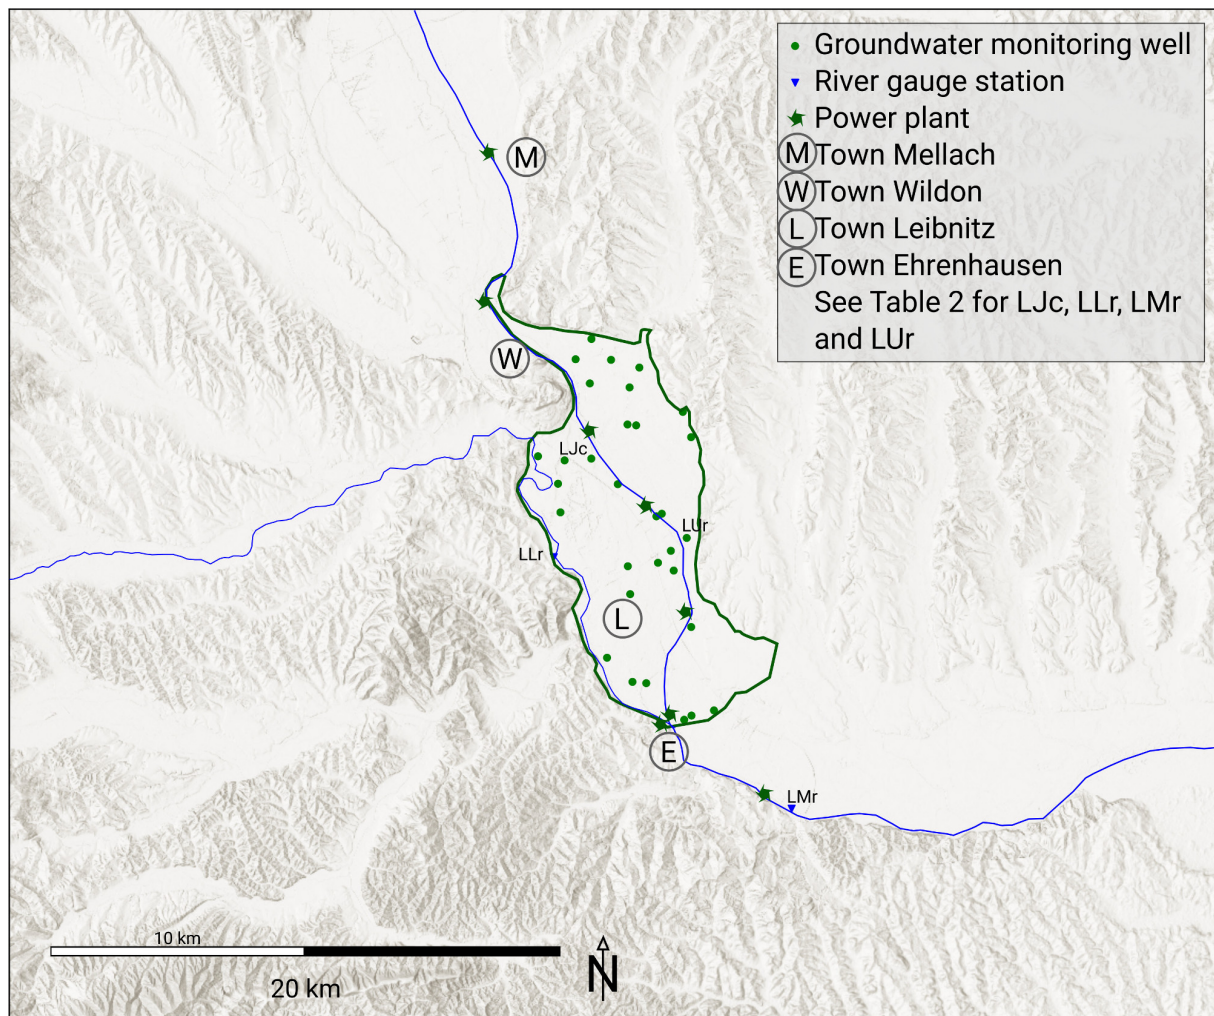 Groundwater monitoring well
River gauge station
Power plant
M Town Mellach
W Town Wildon
L Town Leibnitz
E Town Ehrenhausen
See Table 2 for LJc, LLr, LMr
and LUr
M
W
LJc
LUr
LLr
L
E
LMr
10 km
20 km
N